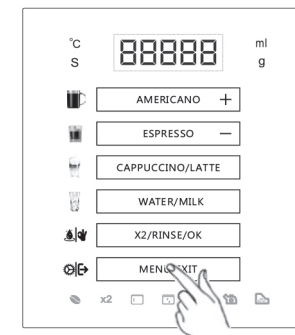 °C 88888 ml
S g
AMERICANO +
ESPRESSO −
CAPPUCCINO/LATTE
WATER/MILK
X2/RINSE/OK
MENU/EXIT
x2